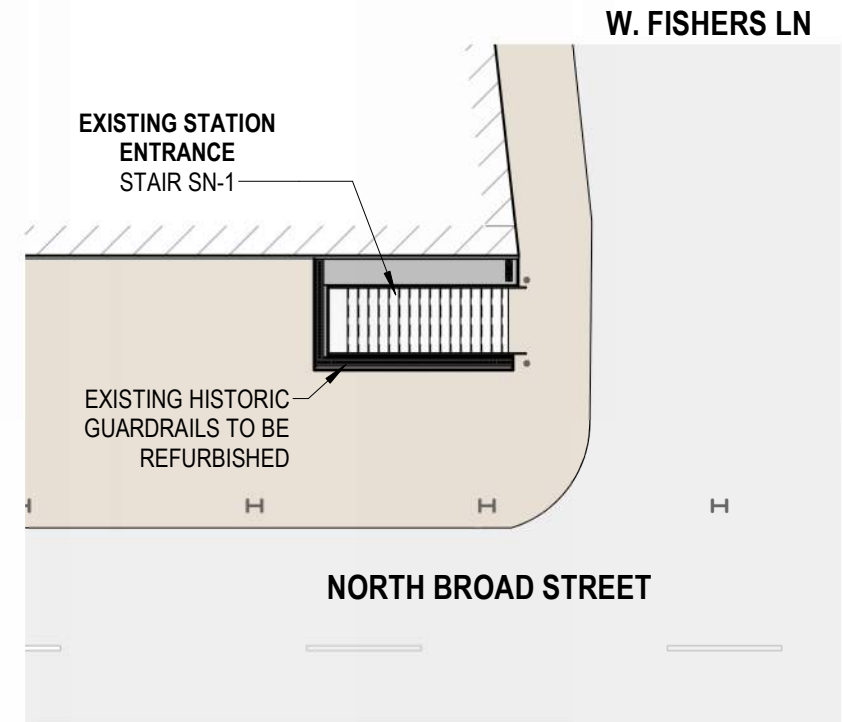 W. FISHERS LN
EXISTING STATION
ENTRANCE
STAIR SN-1
EXISTING HISTORIC
GUARDRAILS TO BE
REFURBISHED
NORTH BROAD STREET